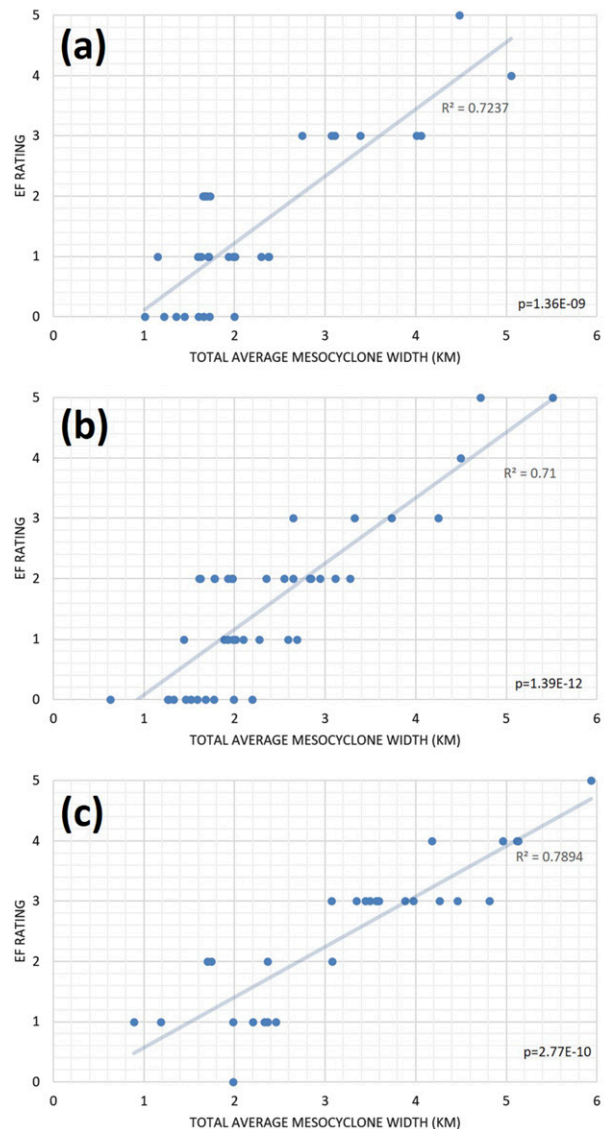 (a)
5
4
3
2
1
0
EF RATING
R² = 0.7237
p=1.36E-09
0 1 2 3 4 5 6
TOTAL AVERAGE MESOCYCLONE WIDTH (KM)
(b)
5
4
3
2
1
0
EF RATING
R² = 0.71
p=1.39E-12
0 1 2 3 4 5 6
TOTAL AVERAGE MESOCYCLONE WIDTH (KM)
(c)
5
4
3
2
1
0
EF RATING
R² = 0.7894
p=2.77E-10
0 1 2 3 4 5 6
TOTAL AVERAGE MESOCYCLONE WIDTH (KM)